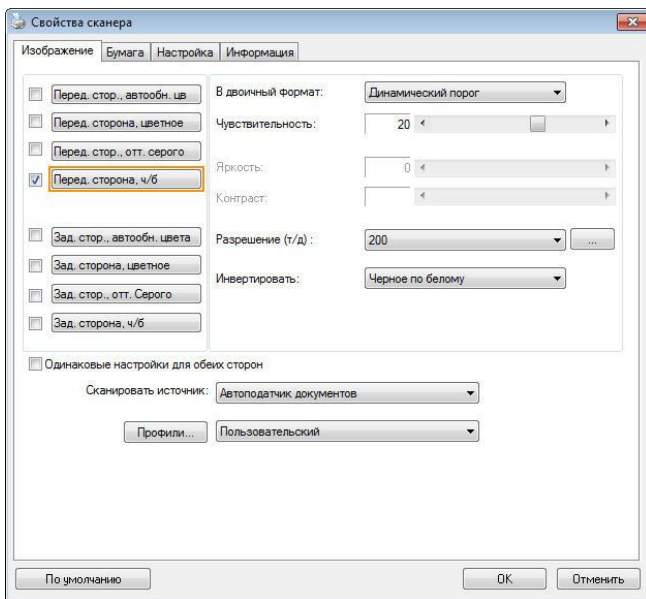 Свойства сканера
Изображение Бумага Настройка Информация
Перед. стор., автообн. цв
Перед. сторона, цветное
Перед. стор., отт. серого
Перед. сторона, ч/б
Зад. стор., автообн. цвета
Зад. сторона, цветное
Зад. стор., отт. Серого
Зад. сторона, ч/б
В двоичный формат: Динамический порог
Чувствительность: 20
Яркость: 0
Контраст:
Разрешение (т/д) : 200 ...
Инвертировать: Черное по белому
Одинаковые настройки для обеих сторон
Сканировать источник: Автоподатчик документов
Профили... Пользовательский
По умолчанию OK Отменить